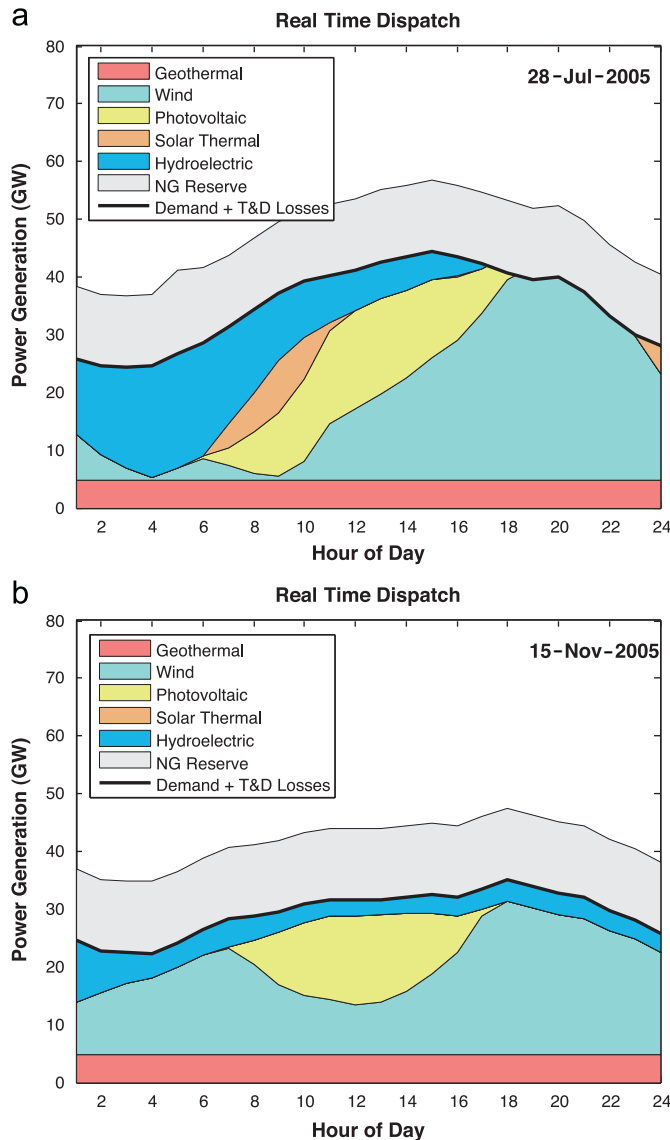 a
Real Time Dispatch
80
70
60
50
40
30
20
10
0
Power Generation (GW)
Geothermal
Wind
Photovoltaic
Solar Thermal
Hydroelectric
NG Reserve
Demand + T&D Losses
28-Jul-2005
2 4 6 8 10 12 14 16 18 20 22 24
Hour of Day
b
Real Time Dispatch
80
70
60
50
40
30
20
10
0
Power Generation (GW)
Geothermal
Wind
Photovoltaic
Solar Thermal
Hydroelectric
NG Reserve
Demand + T&D Losses
15-Nov-2005
2 4 6 8 10 12 14 16 18 20 22 24
Hour of Day